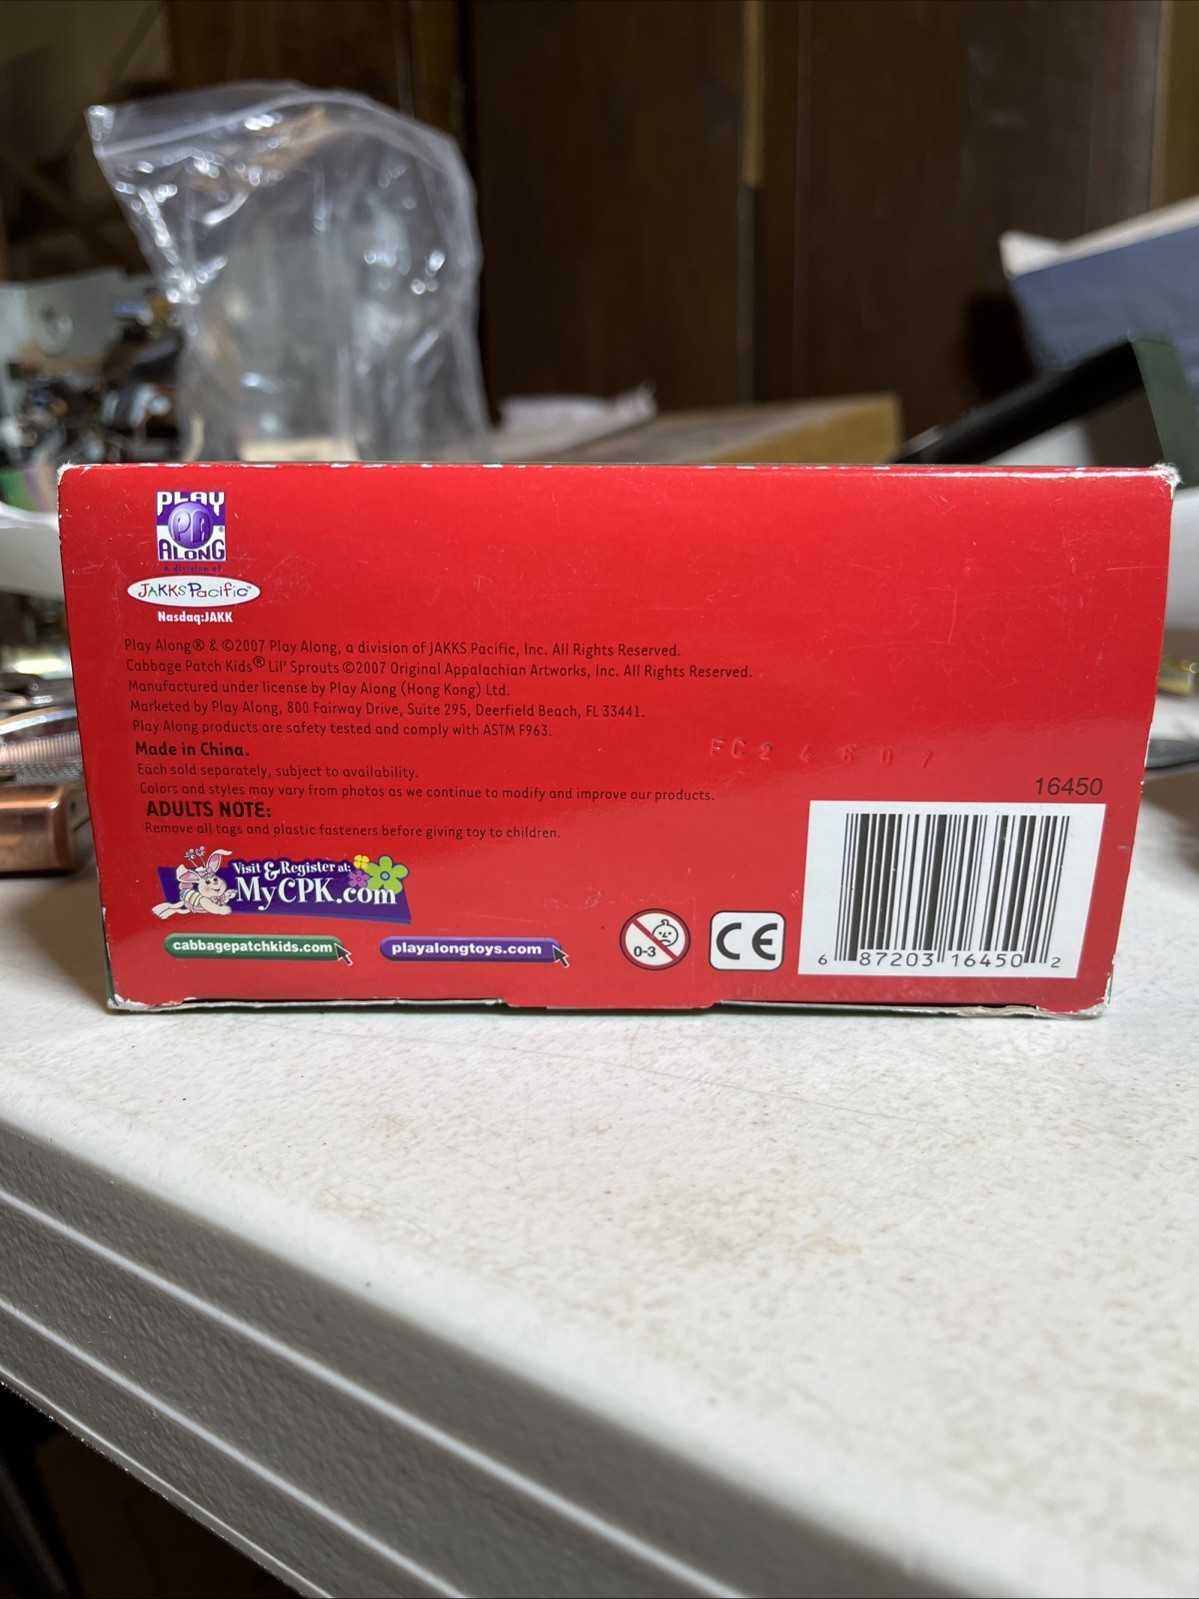 PLAY
PA
ALONG®
A division of
JAKKS Pacific™
Nasdaq:JAKK
Play Along® & ©2007 Play Along, a division of JAKKS Pacific, Inc. All Rights Reserved.
Cabbage Patch Kids® Lil' Sprouts ©2007 Original Appalachian Artworks, Inc. All Rights Reserved.
Manufactured under license by Play Along (Hong Kong) Ltd.
Marketed by Play Along, 800 Fairway Drive, Suite 295, Deerfield Beach, FL 33441.
Play Along products are safety tested and comply with ASTM F963.
Made in China.
Each sold separately, subject to availability.
Colors and styles may vary from photos as we continue to modify and improve our products.
ADULTS NOTE:
Remove all tags and plastic fasteners before giving toy to children.
FC24607
16450
Visit & Register at:
MyCPK.com
cabbagepatchkids.com
playalongtoys.com
0-3
CE
6 87203 16450 2